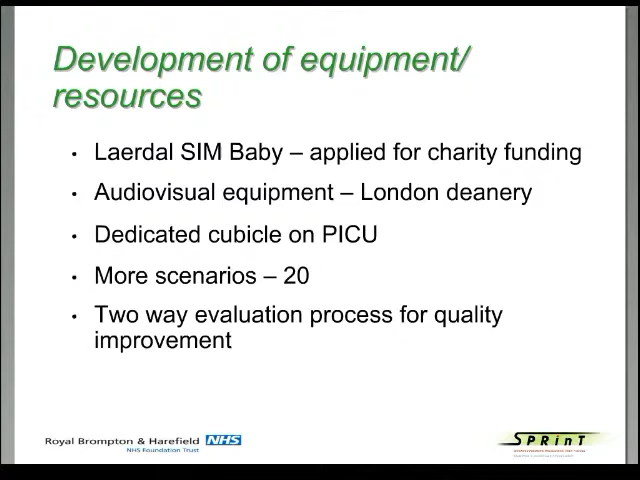 Development of equipment/
resources
• Laerdal SIM Baby – applied for charity funding
• Audiovisual equipment – London deanery
• Dedicated cubicle on PICU
• More scenarios – 20
• Two way evaluation process for quality
improvement
Royal Brompton & Harefield NHS
NHS Foundation Trust
SPRinT